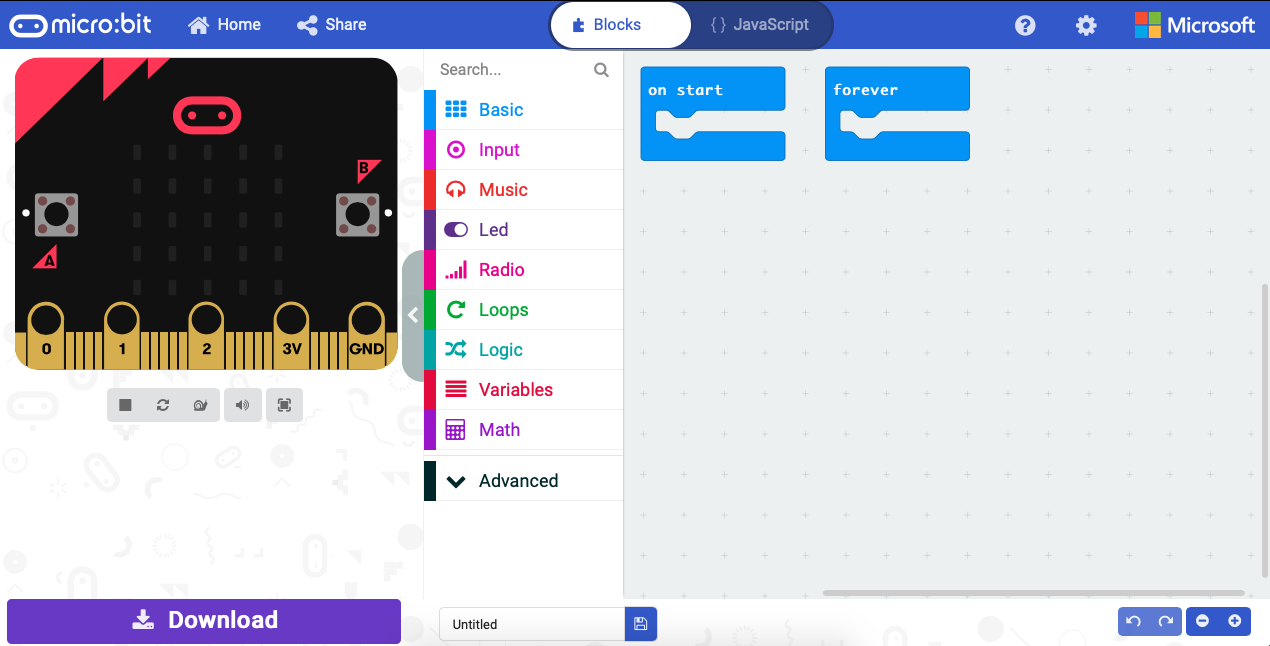 micro:bit
Home
Share
Blocks
{ } JavaScript
?
Microsoft
B
A
0
1
2
3V
GND
Search...
Basic
Input
Music
Led
Radio
Loops
Logic
Variables
Math
Advanced
on start
forever
Download
Untitled